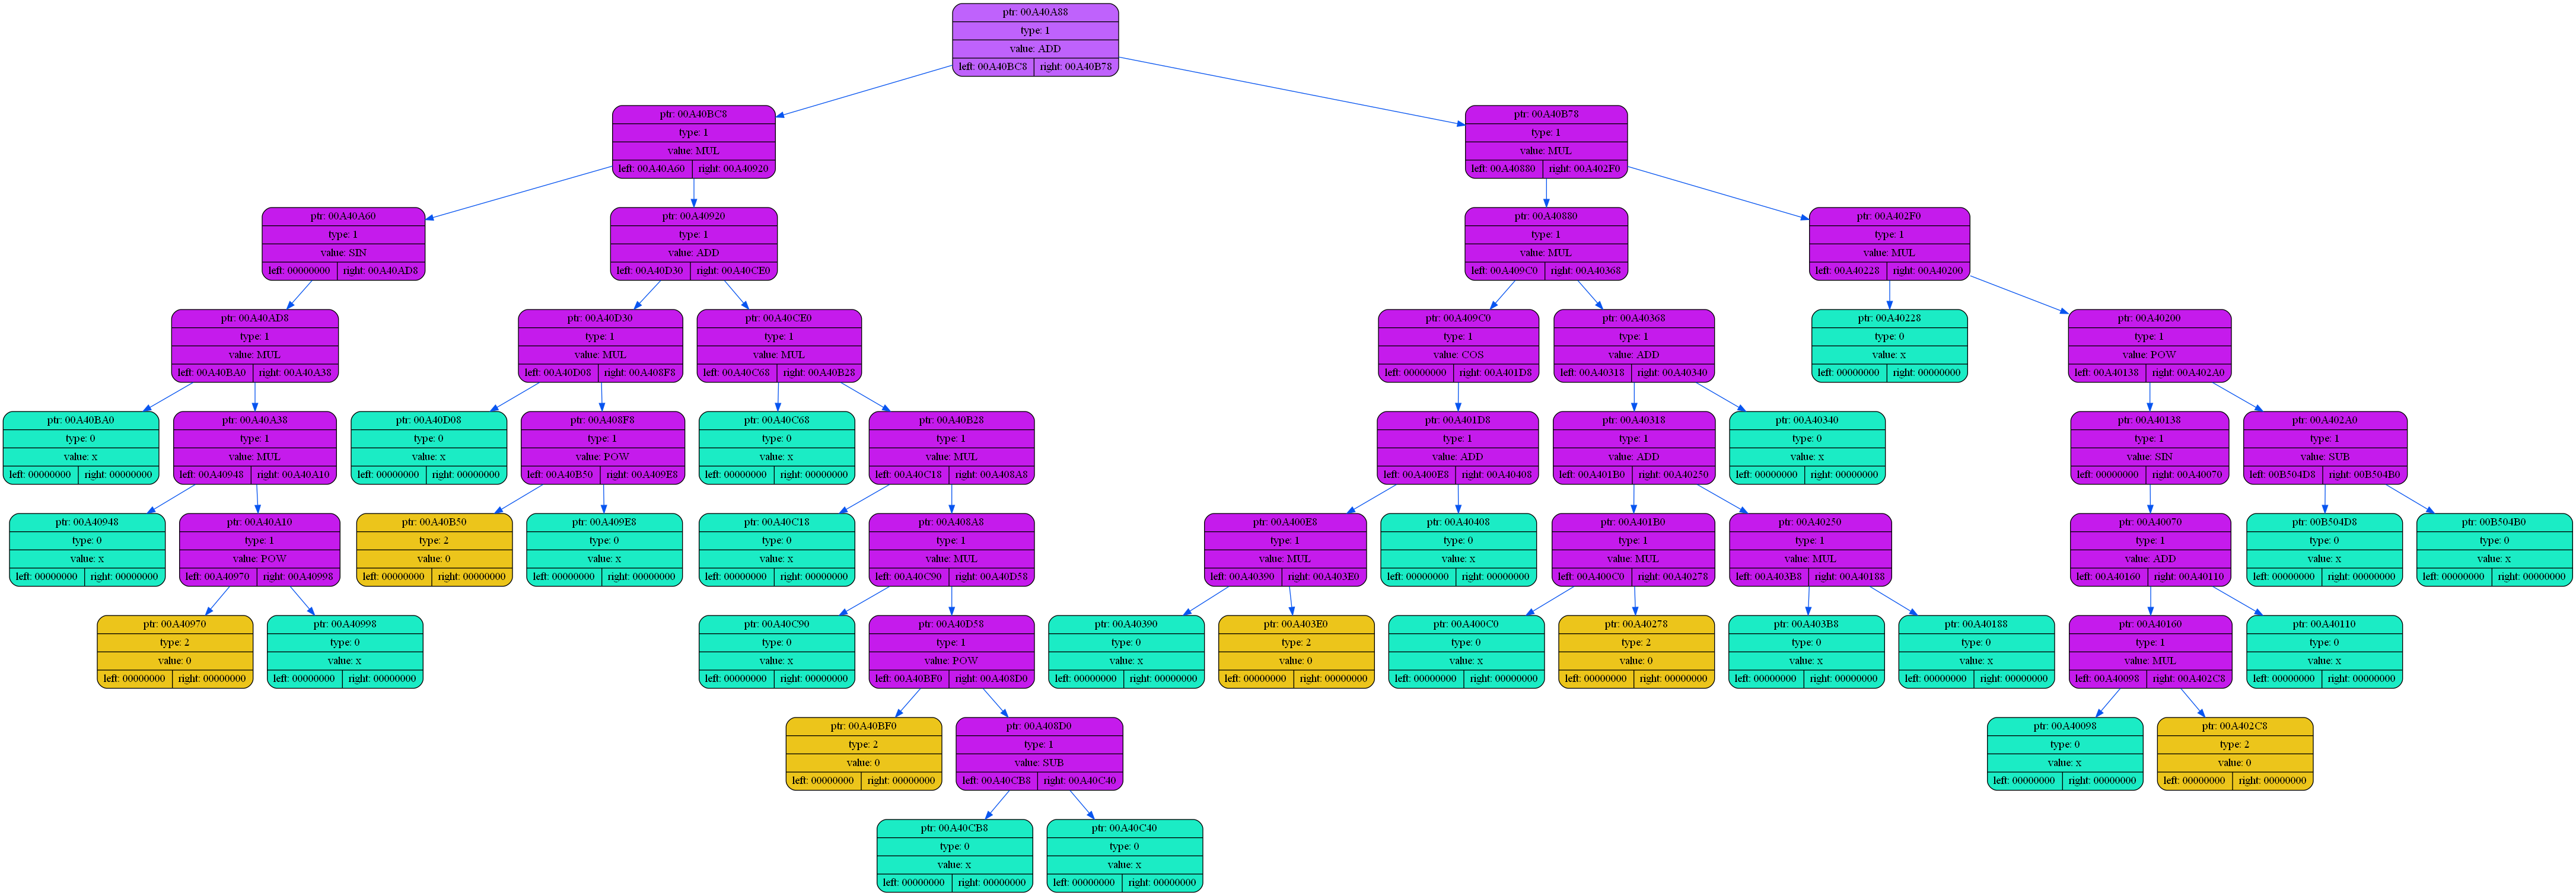 ptr: 00A40A88
type: 1
value: ADD
left: 00A40BC8 right: 00A40B78
ptr: 00A40BC8
type: 1
value: MUL
left: 00A40A60 right: 00A40920
ptr: 00A40B78
type: 1
value: MUL
left: 00A40880 right: 00A402F0
ptr: 00A40A60
type: 1
value: SIN
left: 00000000 right: 00A40AD8
ptr: 00A40920
type: 1
value: ADD
left: 00A40D30 right: 00A40CE0
ptr: 00A40880
type: 1
value: MUL
left: 00A409C0 right: 00A40368
ptr: 00A402F0
type: 1
value: MUL
left: 00A40228 right: 00A40200
ptr: 00A40AD8
type: 1
value: MUL
left: 00A40BA0 right: 00A40A38
ptr: 00A40D30
type: 1
value: MUL
left: 00A40D08 right: 00A408F8
ptr: 00A40CE0
type: 1
value: MUL
left: 00A40C68 right: 00A40B28
ptr: 00A409C0
type: 1
value: COS
left: 00000000 right: 00A401D8
ptr: 00A40368
type: 1
value: ADD
left: 00A40318 right: 00A40340
ptr: 00A40228
type: 0
value: x
left: 00000000 right: 00000000
ptr: 00A40200
type: 1
value: POW
left: 00A40138 right: 00A402A0
ptr: 00A40BA0
type: 0
value: x
left: 00000000 right: 00000000
ptr: 00A40A38
type: 1
value: MUL
left: 00A40948 right: 00A40A10
ptr: 00A40D08
type: 0
value: x
left: 00000000 right: 00000000
ptr: 00A408F8
type: 1
value: POW
left: 00A40B50 right: 00A409E8
ptr: 00A40C68
type: 0
value: x
left: 00000000 right: 00000000
ptr: 00A40B28
type: 1
value: MUL
left: 00A40C18 right: 00A408A8
ptr: 00A401D8
type: 1
value: ADD
left: 00A400E8 right: 00A40408
ptr: 00A40318
type: 1
value: ADD
left: 00A401B0 right: 00A40250
ptr: 00A40340
type: 0
value: x
left: 00000000 right: 00000000
ptr: 00A40138
type: 1
value: SIN
left: 00000000 right: 00A40070
ptr: 00A402A0
type: 1
value: SUB
left: 00B504D8 right: 00B504B0
ptr: 00A40948
type: 0
value: x
left: 00000000 right: 00000000
ptr: 00A40A10
type: 1
value: POW
left: 00A40970 right: 00A40998
ptr: 00A40B50
type: 2
value: 0
left: 00000000 right: 00000000
ptr: 00A409E8
type: 0
value: x
left: 00000000 right: 00000000
ptr: 00A40C18
type: 0
value: x
left: 00000000 right: 00000000
ptr: 00A408A8
type: 1
value: MUL
left: 00A40C90 right: 00A40D58
ptr: 00A400E8
type: 1
value: MUL
left: 00A40390 right: 00A403E0
ptr: 00A40408
type: 0
value: x
left: 00000000 right: 00000000
ptr: 00A401B0
type: 1
value: MUL
left: 00A400C0 right: 00A40278
ptr: 00A40250
type: 1
value: MUL
left: 00A403B8 right: 00A40188
ptr: 00A40070
type: 1
value: ADD
left: 00A40160 right: 00A40110
ptr: 00B504D8
type: 0
value: x
left: 00000000 right: 00000000
ptr: 00B504B0
type: 0
value: x
left: 00000000 right: 00000000
ptr: 00A40970
type: 2
value: 0
left: 00000000 right: 00000000
ptr: 00A40998
type: 0
value: x
left: 00000000 right: 00000000
ptr: 00A40C90
type: 0
value: x
left: 00000000 right: 00000000
ptr: 00A40D58
type: 1
value: POW
left: 00A40BF0 right: 00A408D0
ptr: 00A40390
type: 0
value: x
left: 00000000 right: 00000000
ptr: 00A403E0
type: 2
value: 0
left: 00000000 right: 00000000
ptr: 00A400C0
type: 0
value: x
left: 00000000 right: 00000000
ptr: 00A40278
type: 2
value: 0
left: 00000000 right: 00000000
ptr: 00A403B8
type: 0
value: x
left: 00000000 right: 00000000
ptr: 00A40188
type: 0
value: x
left: 00000000 right: 00000000
ptr: 00A40160
type: 1
value: MUL
left: 00A40098 right: 00A402C8
ptr: 00A40110
type: 0
value: x
left: 00000000 right: 00000000
ptr: 00A40BF0
type: 2
value: 0
left: 00000000 right: 00000000
ptr: 00A408D0
type: 1
value: SUB
left: 00A40CB8 right: 00A40C40
ptr: 00A40098
type: 0
value: x
left: 00000000 right: 00000000
ptr: 00A402C8
type: 2
value: 0
left: 00000000 right: 00000000
ptr: 00A40CB8
type: 0
value: x
left: 00000000 right: 00000000
ptr: 00A40C40
type: 0
value: x
left: 00000000 right: 00000000